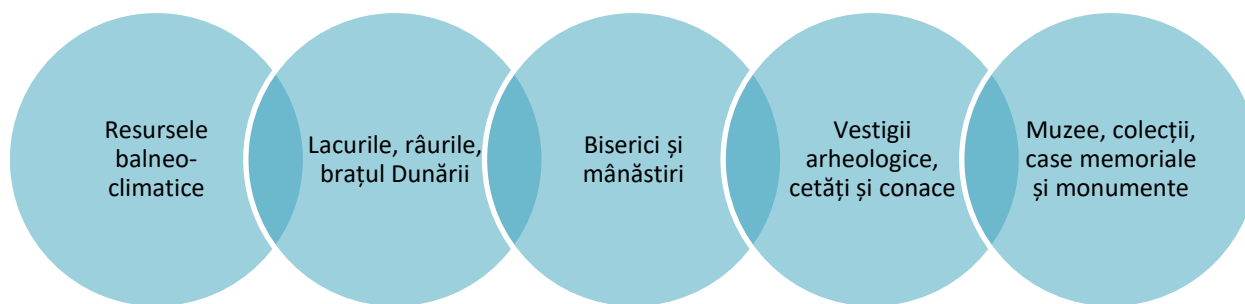 Resursele
balneo-
climatice
Lacurile, râurile,
brațul Dunării
Biserici și
mânăstiri
Vestigii
arheologice,
cetăți și conace
Muzee, colecții,
case memoriale
și monumente